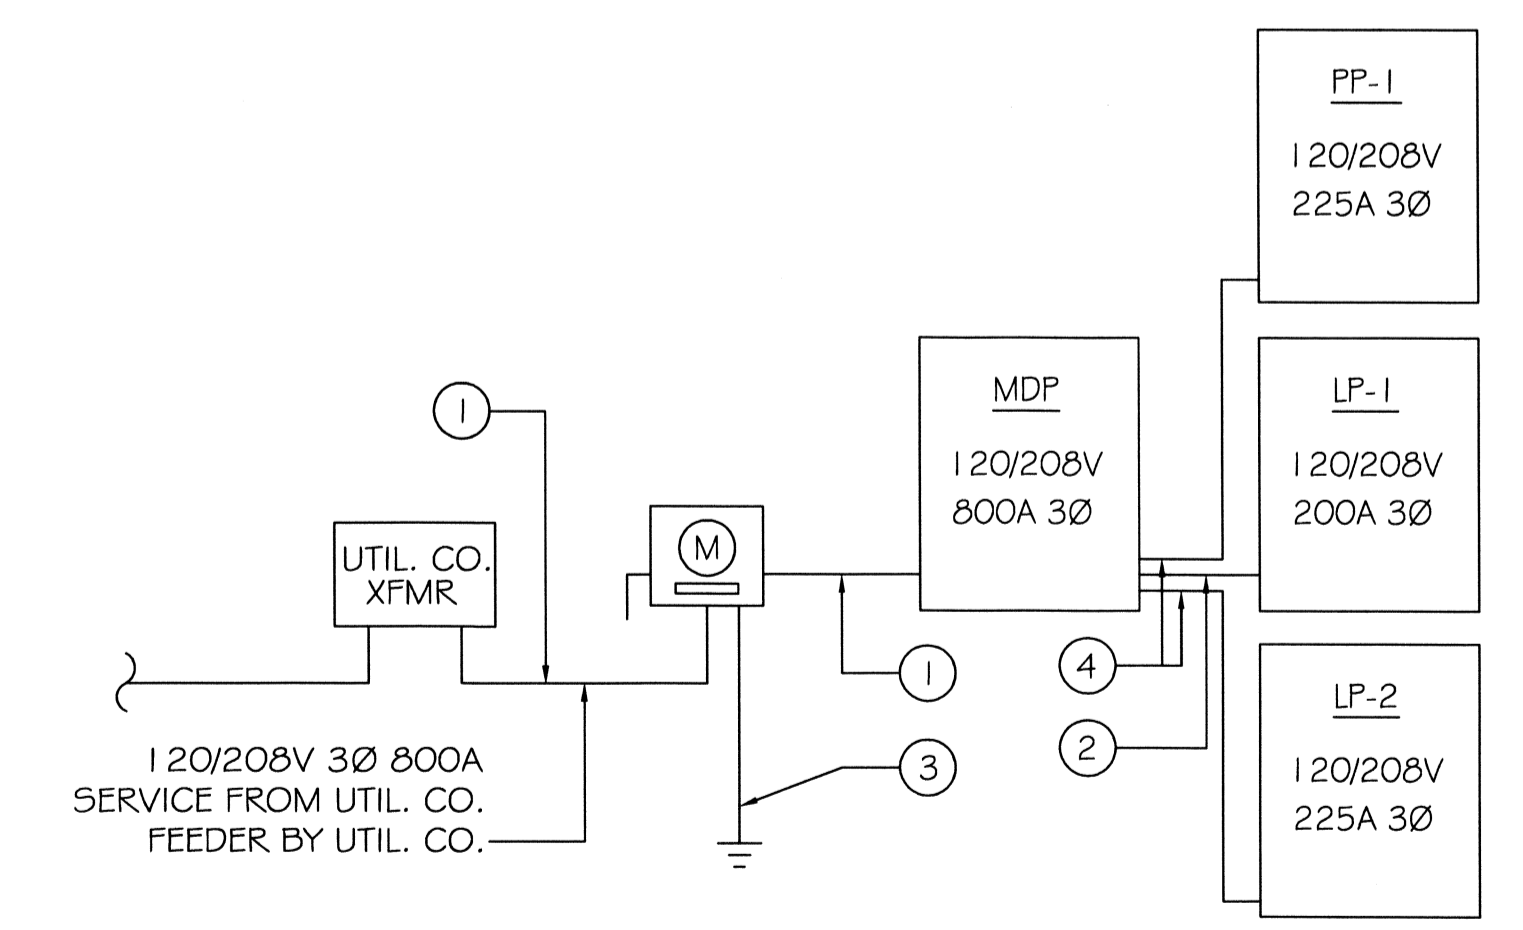 PP-1
120/208V
225A 3Ø
MDP
120/208V
800A 3Ø
LP-1
120/208V
200A 3Ø
1
UTIL. CO.
XFMR
M
4
1
2
3
LP-2
120/208V
225A 3Ø
120/208V 3Ø 800A
SERVICE FROM UTIL. CO.
FEEDER BY UTIL. CO.